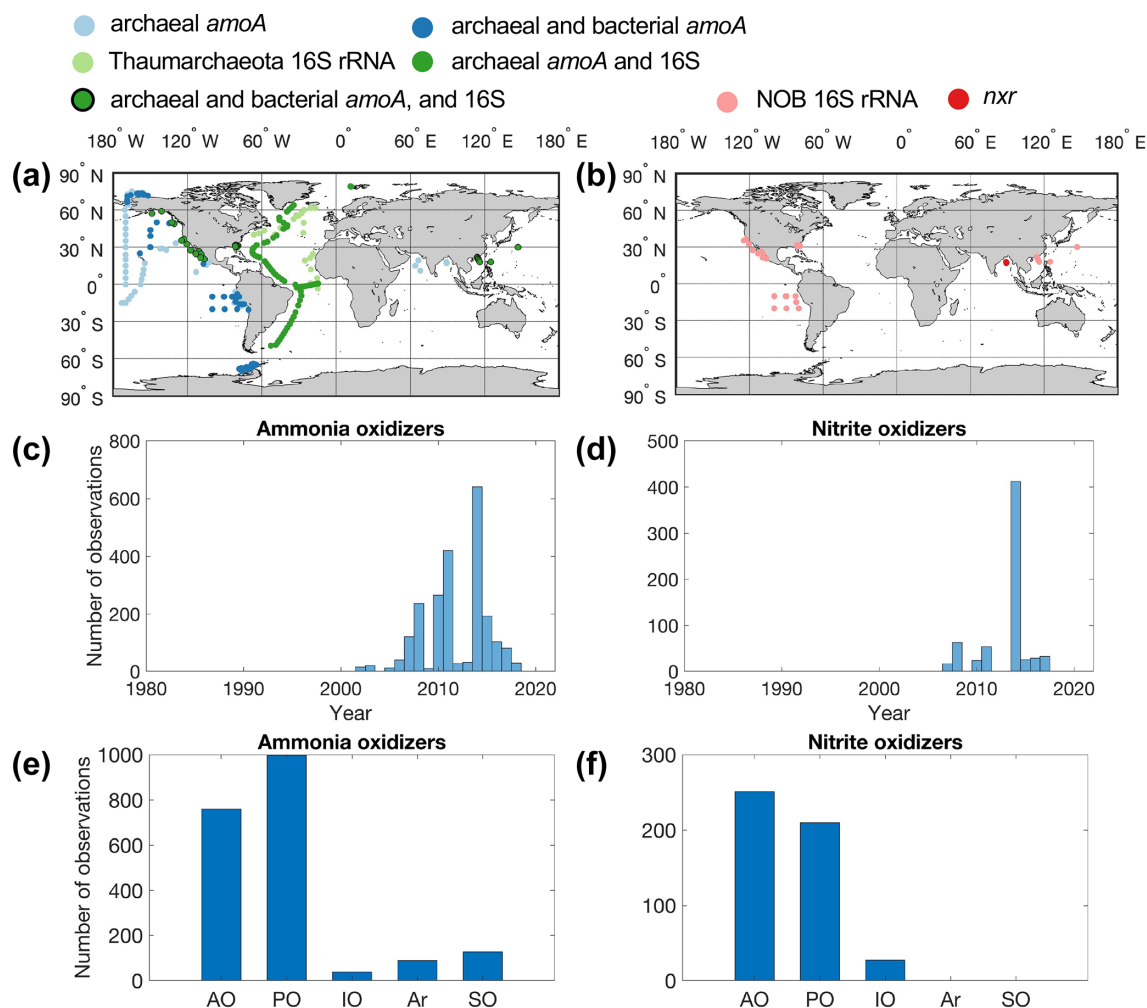 archaeal amoA
archaeal and bacterial amoA
Thaumarchaeota 16S rRNA
archaeal amoA and 16S
archaeal and bacterial amoA, and 16S
NOB 16S rRNA
nxr
180° W 120° W 60° W 0° E 60° E 120° E 180° E
180° W 120° W 60° W 0° E 60° E 120° E 180° E
(a)
90° N
60° N
30° N
0°
30° S
60° S
90° S
(b)
90° N
60° N
30° N
0°
30° S
60° S
90° S
(c)
Ammonia oxidizers
Number of observations
800
600
400
200
0
1980 1990 2000 2010 2020
Year
(d)
Nitrite oxidizers
500
400
300
200
100
0
1980 1990 2000 2010 2020
Year
(e)
Ammonia oxidizers
Number of observations
1000
800
600
400
200
0
AO PO IO Ar SO
(f)
Nitrite oxidizers
300
200
100
0
AO PO IO Ar SO